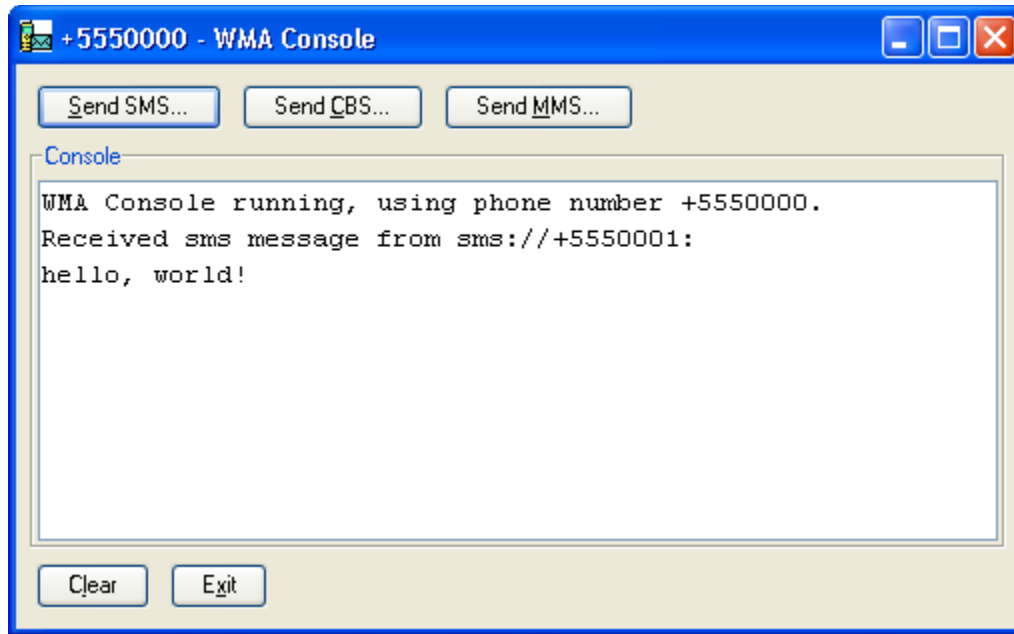 +5550000 - WMA Console
Send SMS... Send CBS... Send MMS...
Console
WMA Console running, using phone number +5550000.
Received sms message from sms://+5550001:
hello, world!
Clear Exit